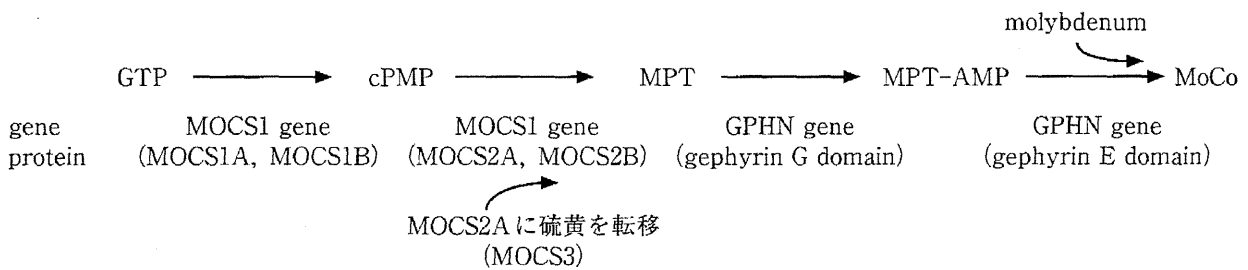 molybdenum
GTP cPMP MPT MPT-AMP MoCo
gene MOCS1 gene MOCS1 gene GPHN gene GPHN gene
protein (MOCS1A, MOCS1B) (MOCS2A, MOCS2B) (gephyrin G domain) (gephyrin E domain)
MOCS2Aに硫黄を転移
(MOCS3)